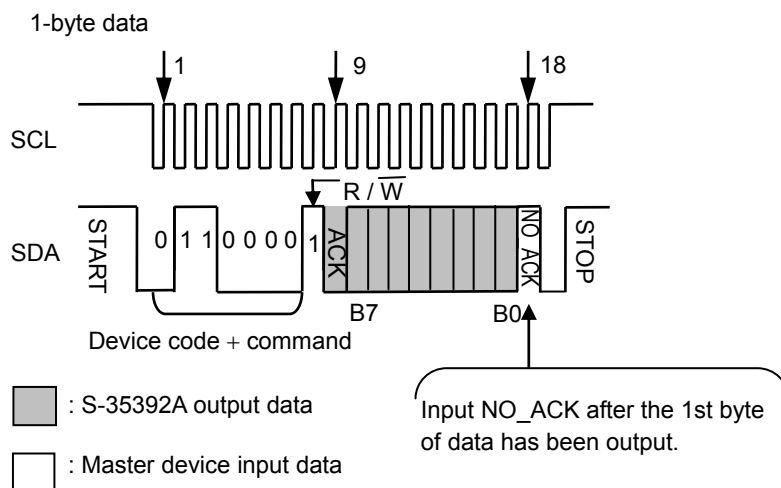 1-byte data
1 9 18
SCL
R / W
SDA START 0 1 1 0 0 0 0 1 ACK NO ACK STOP
B7 B0
Device code + command
: S-35392A output data
Input NO_ACK after the 1st byte
of data has been output.
: Master device input data